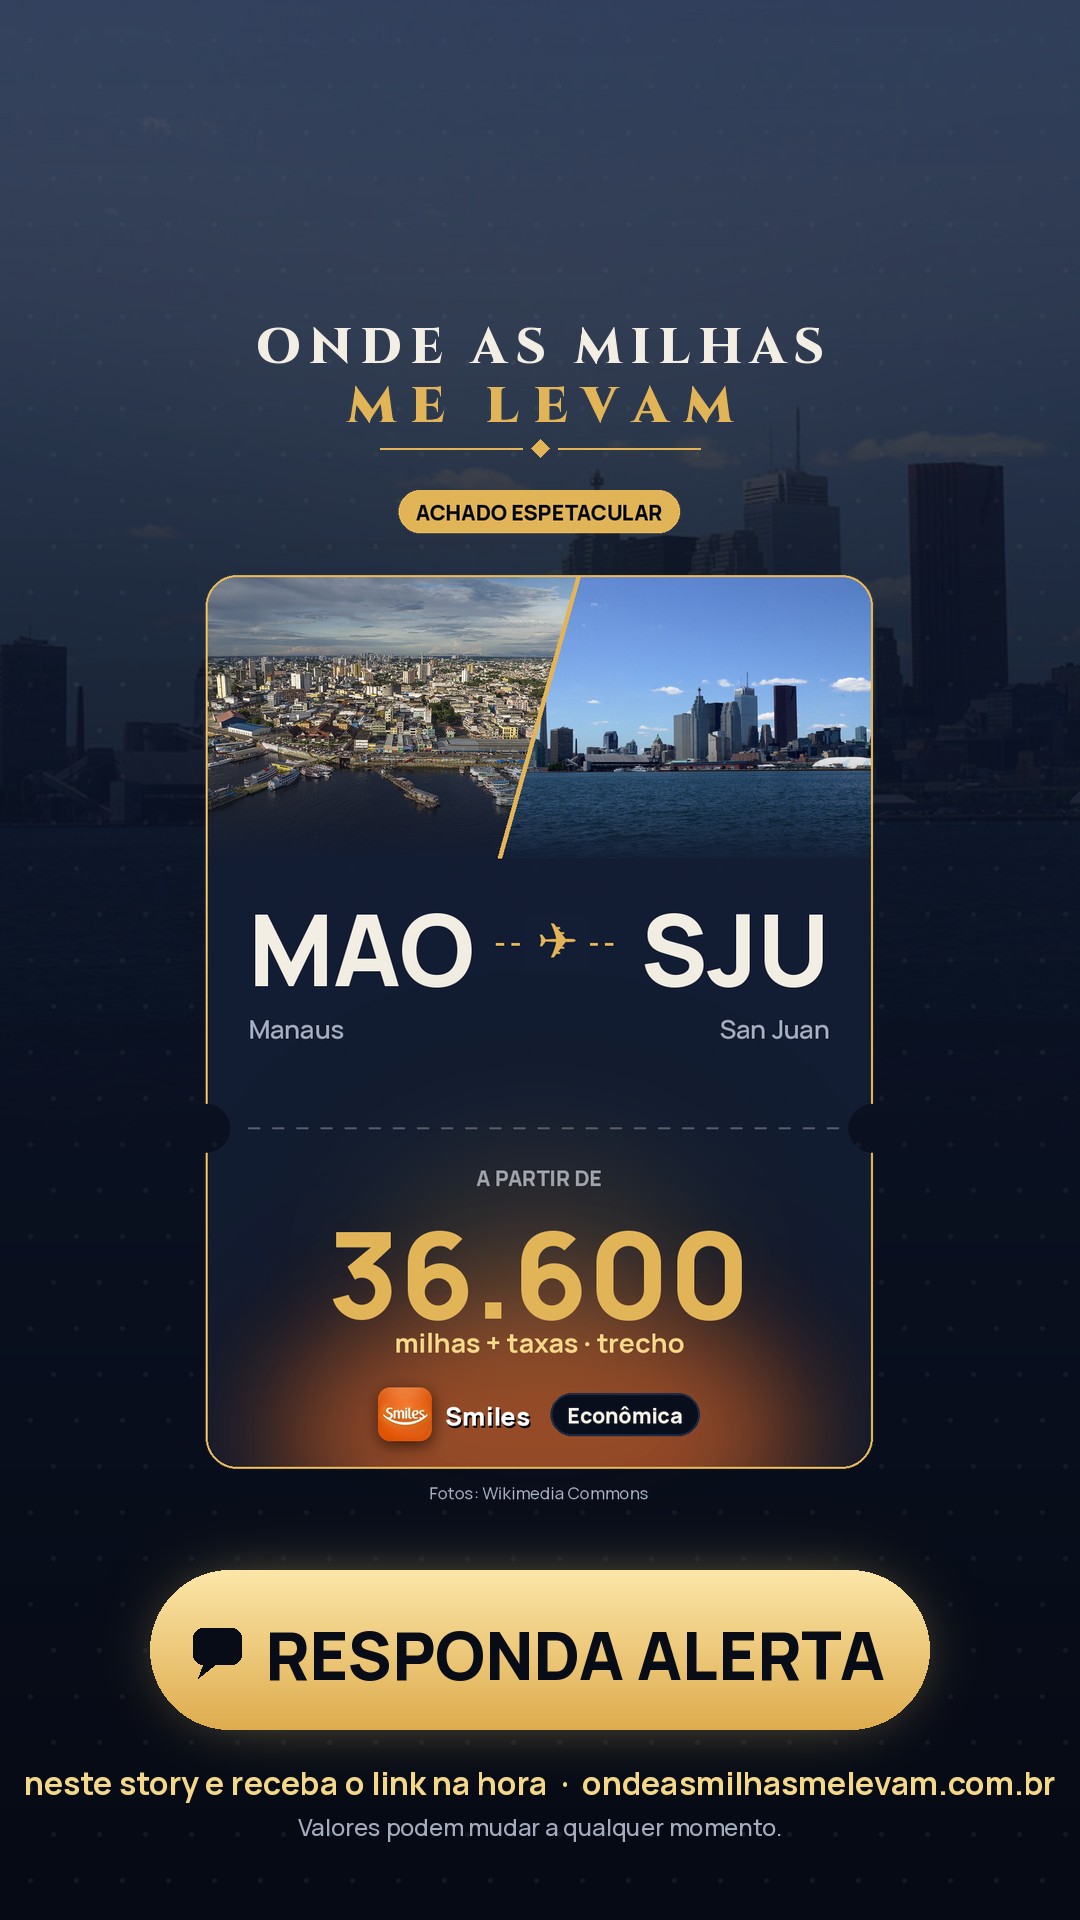 ONDE AS MILHAS
ME LEVAM
ACHADO ESPETACULAR
MAO -- ✈ -- SJU
Manaus San Juan
A PARTIR DE
36.600
milhas + taxas · trecho
Smiles Smiles Econômica
Fotos: Wikimedia Commons
RESPONDA ALERTA
neste story e receba o link na hora · ondeasmilhasmelevam.com.br
Valores podem mudar a qualquer momento.